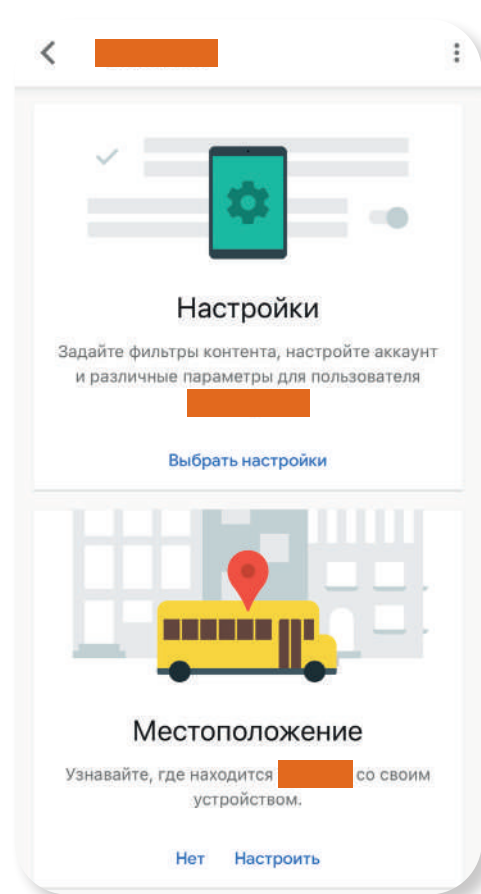 Настройки
Задайте фильтры контента, настройте аккаунт
и различные параметры для пользователя
Выбрать настройки
Местоположение
Узнавайте, где находится со своим
устройством.
Нет Настроить